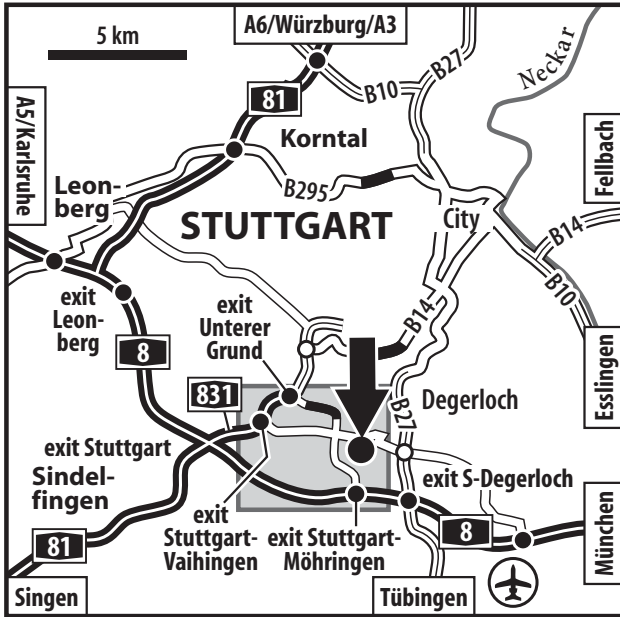 5 km
A6/Würzburg/A3
B27
Neckar
A5/Karlsruhe
81
B10
Korntal
Fellbach
Leon-
berg
B295
STUTTGART
City
B14
B10
exit
Leon-
berg
exit
Unterer
Grund
B14
8
831
Degerloch
Esslingen
B27
exit Stuttgart
Sindel-
fingen
exit S-Degerloch
exit
Stuttgart-
Vaihingen
exit Stuttgart-
Möhringen
81
8
München
Singen
Tübingen